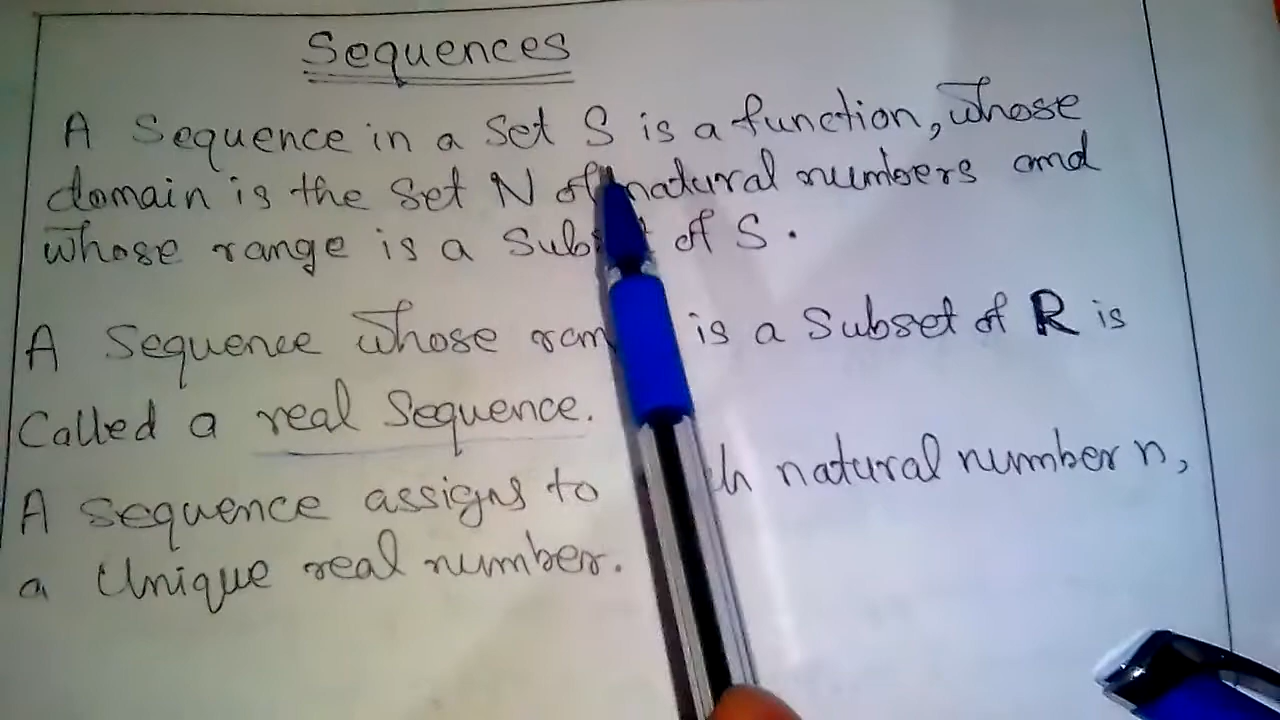 Sequences
A Sequence in a Set S is a function, whose
domain is the Set N of natural numbers and
whose range is a of S.
A Sequence whose is a Subset of R is
Called a real Sequence.
A Sequence assigns to natural number n,
a Unique real number.